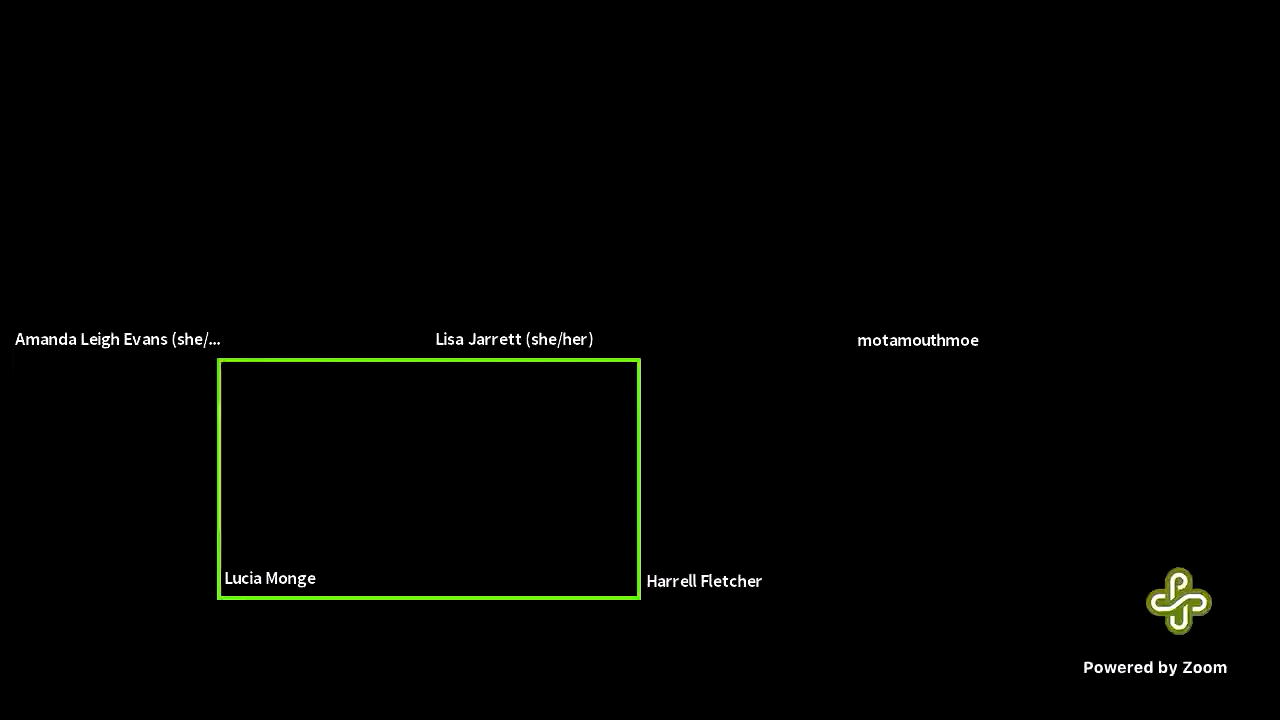 Amanda Leigh Evans (she/...
Lisa Jarrett (she/her)
motamouthmoe
Lucia Monge
Harrell Fletcher
Powered by Zoom